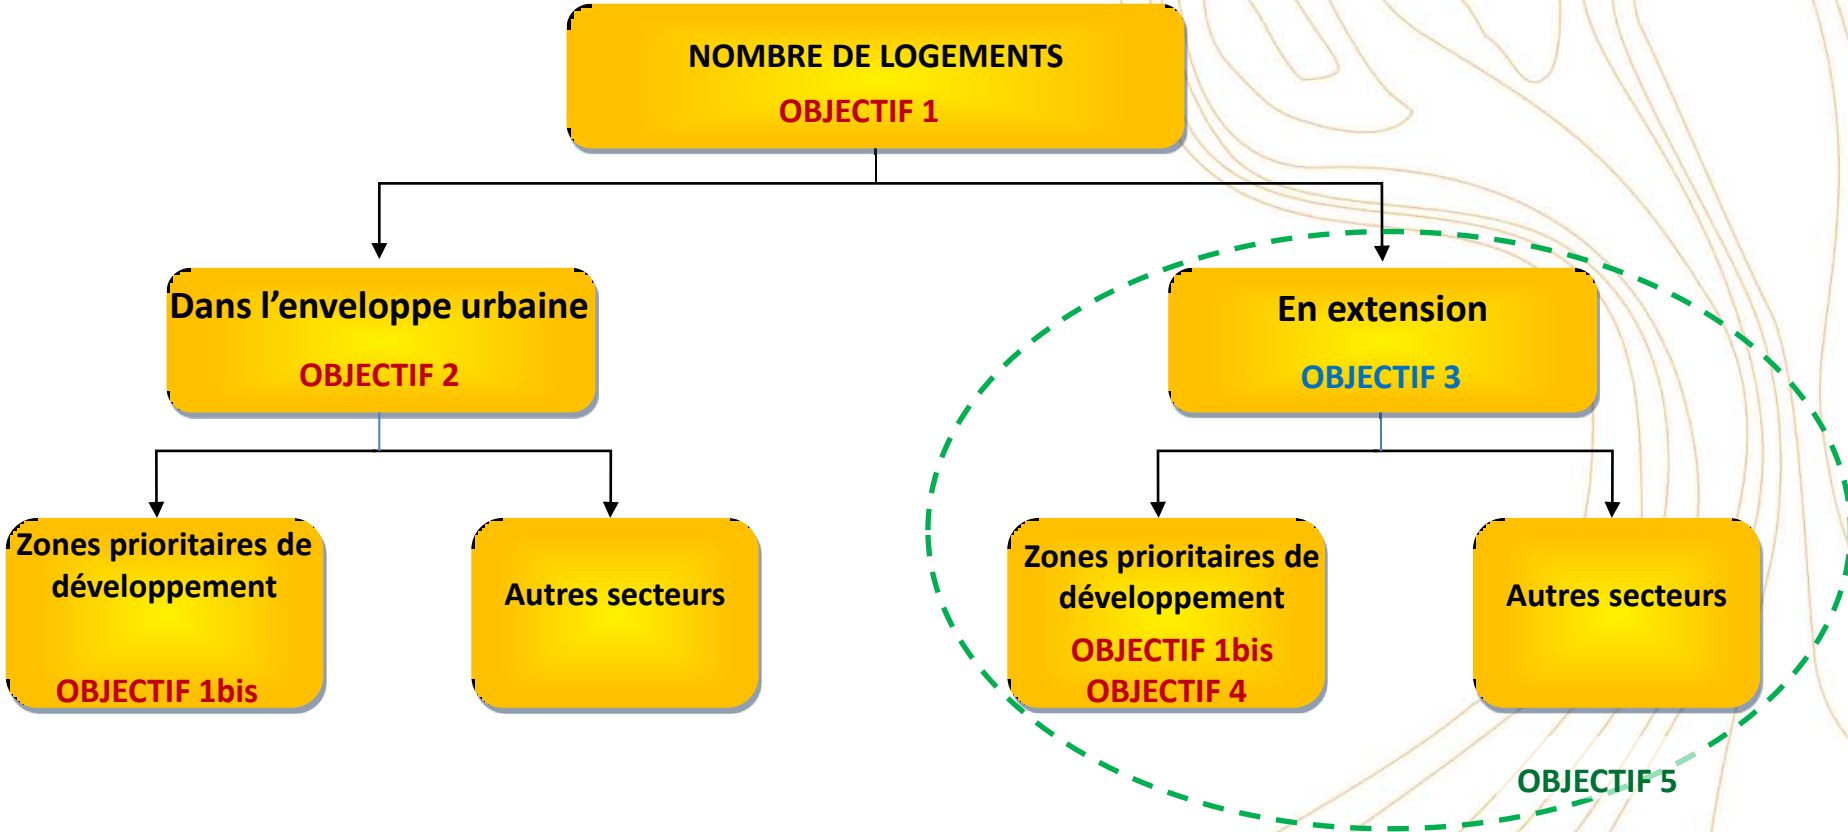 NOMBRE DE LOGEMENTS
OBJECTIF 1
Dans l’enveloppe urbaine
OBJECTIF 2
En extension
OBJECTIF 3
Zones prioritaires de
développement
OBJECTIF 1bis
Autres secteurs
Zones prioritaires de
développement
OBJECTIF 1bis
OBJECTIF 4
Autres secteurs
OBJECTIF 5